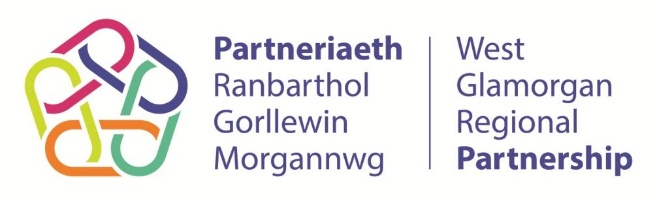 Partneriaeth
Ranbarthol
Gorllewin
Morgannwg
West
Glamorgan
Regional
Partnership